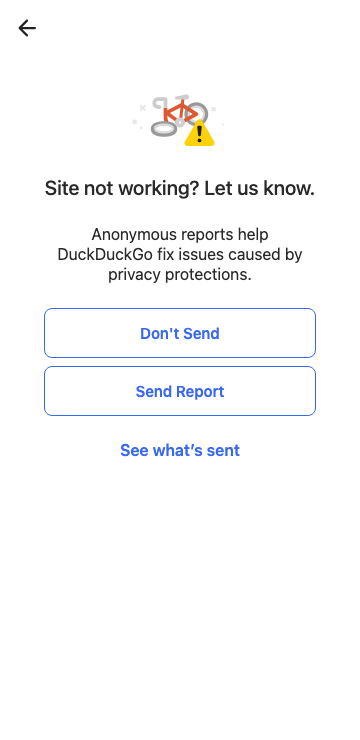 Site not working? Let us know.
Anonymous reports help
DuckDuckGo fix issues caused by
privacy protections.
Don't Send
Send Report
See what’s sent